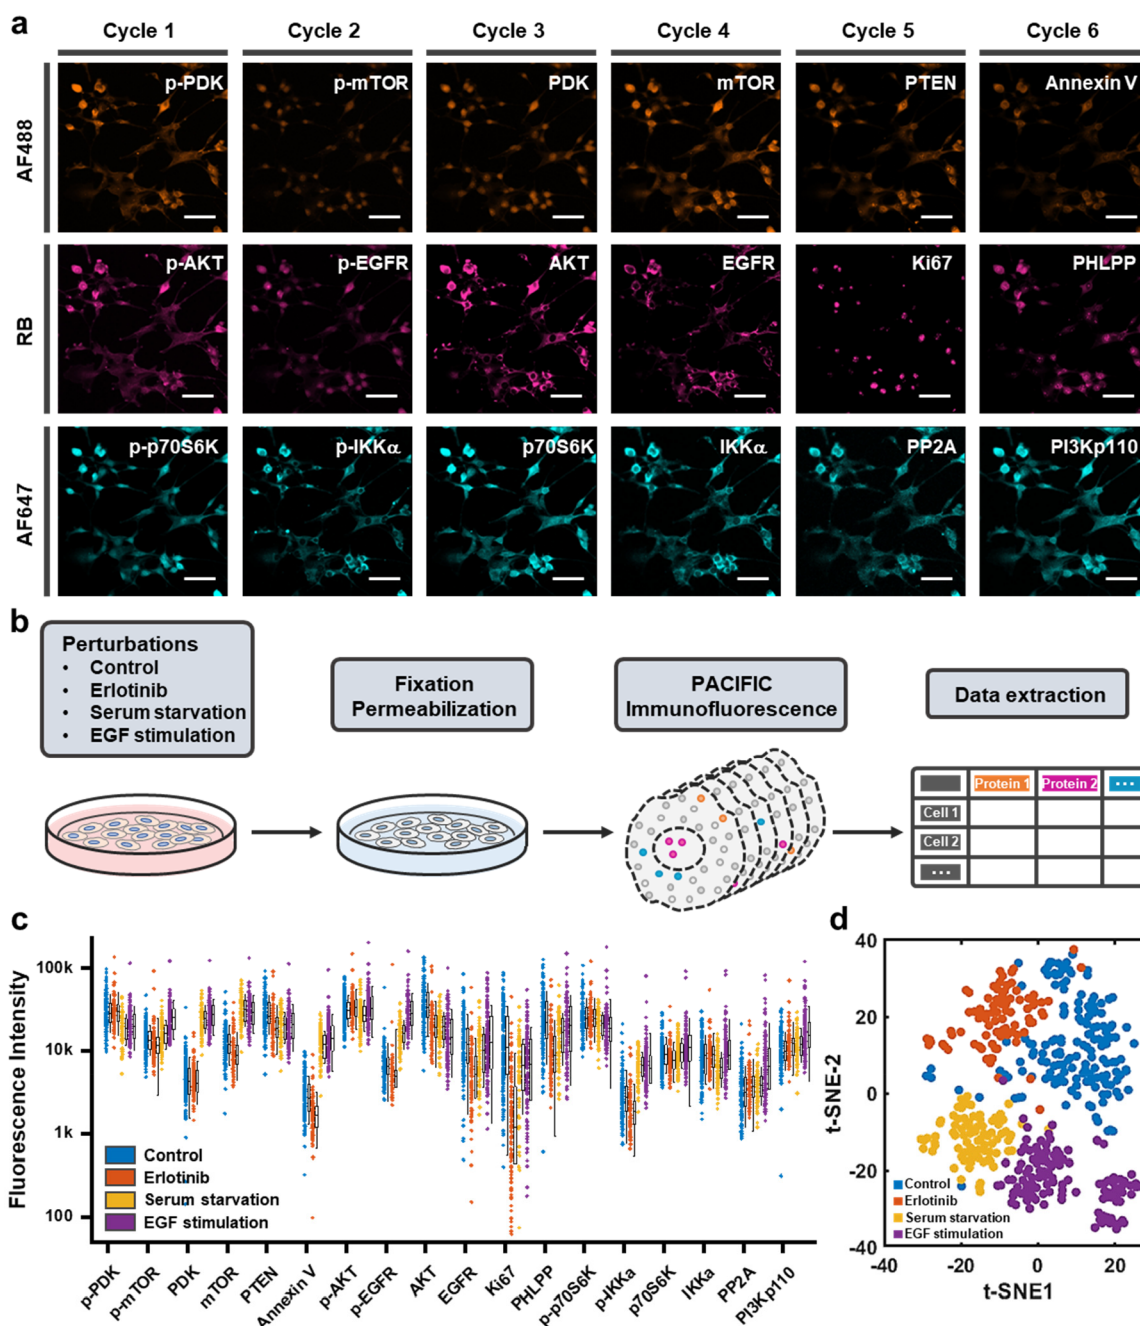 a
Cycle 1 Cycle 2 Cycle 3 Cycle 4 Cycle 5 Cycle 6
AF488
p-PDK p-mTOR PDK mTOR PTEN Annexin V
RB
p-AKT p-EGFR AKT EGFR Ki67 PHLPP
AF647
p-p70S6K p-IKKα p70S6K IKKα PP2A PI3Kp110
b
Perturbations
• Control
• Erlotinib
• Serum starvation
• EGF stimulation
Fixation
Permeabilization
PACIFIC
Immunofluorescence
Data extraction
Protein 1 Protein 2 ...
Cell 1
Cell 2
...
c
Fluorescence Intensity
100k
10k
1k
100
Control
Erlotinib
Serum starvation
EGF stimulation
p-PDK p-mTOR PDK mTOR PTEN Annexin V p-AKT p-EGFR AKT EGFR Ki67 PHLPP p-p70S6K p-IKKa p70S6K IKKa PP2A PI3Kp110
d
t-SNE-2
40
20
0
-20
-40
Control
Erlotinib
Serum starvation
EGF stimulation
-40 -20 0 20
t-SNE1